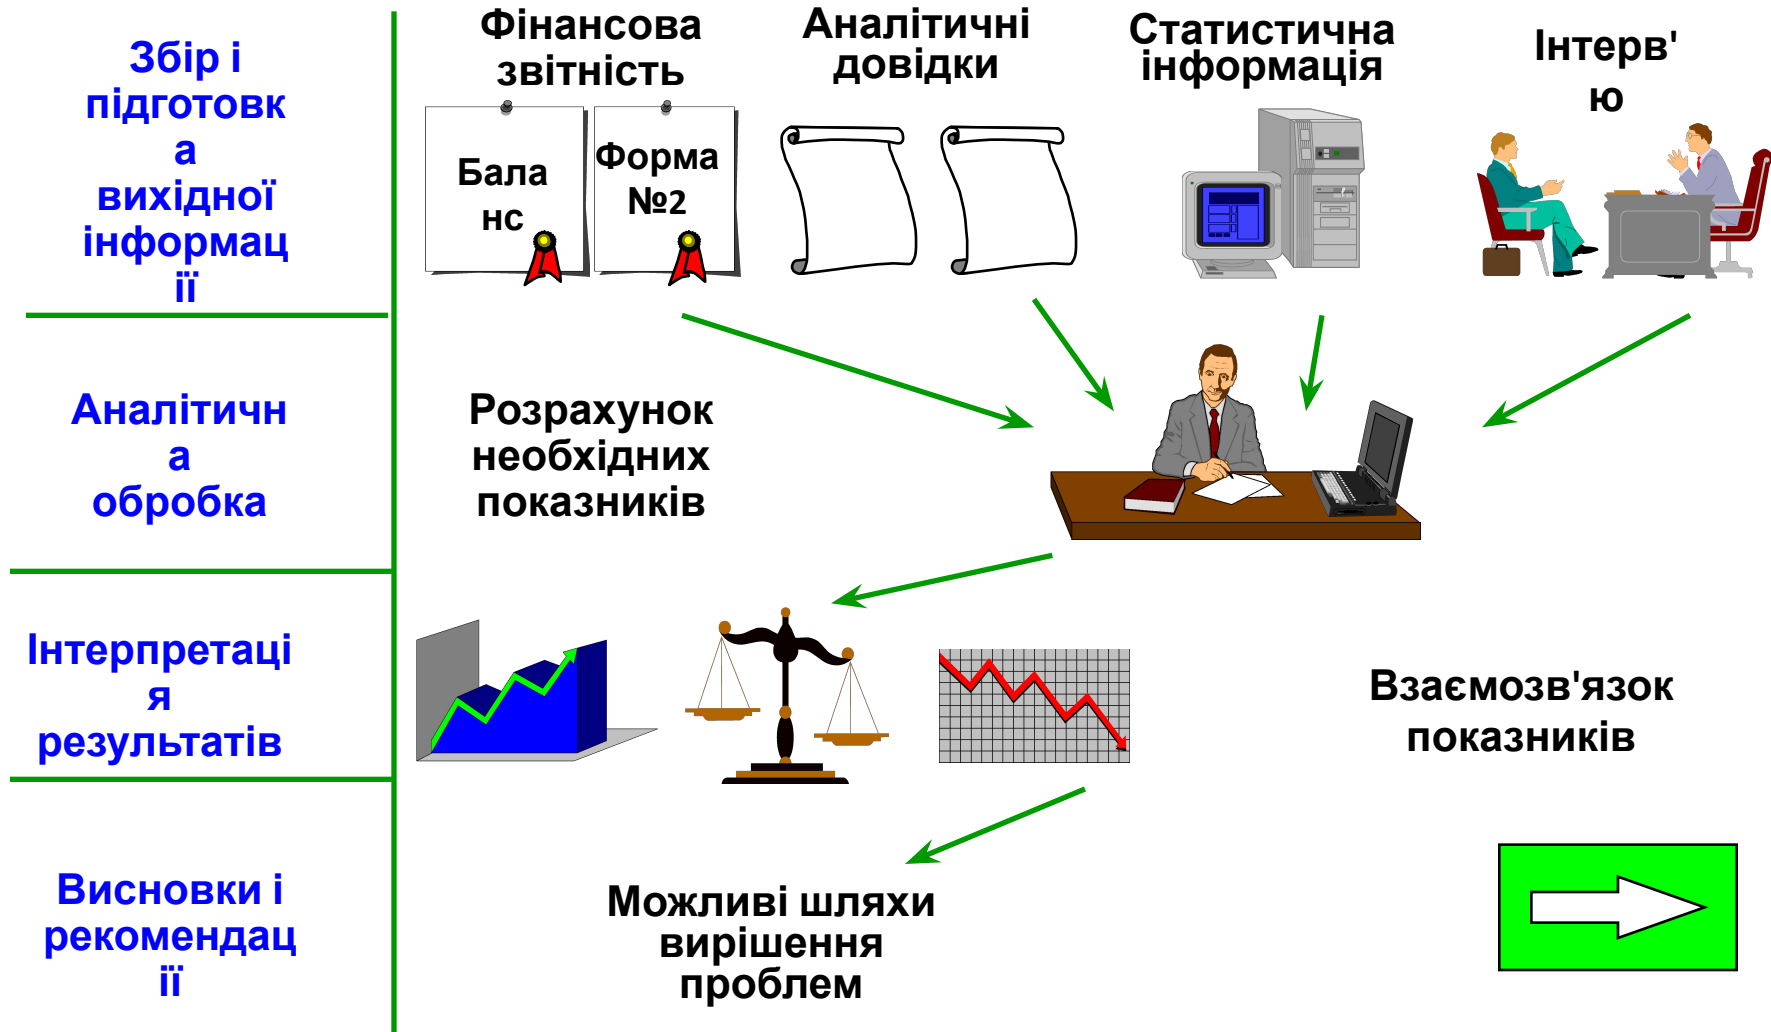 Збір і
підготовк
а
вихідної
інформац
ії
Фінансова
звітність
Аналітичні
довідки
Статистична
інформація
Інтерв'
ю
Бала
нс
Форма
№2
Аналітичн
а
обробка
Розрахунок
необхідних
показників
Інтерпретаці
я
результатів
Взаємозв'язок
показників
Висновки і
рекомендац
ії
Можливі шляхи
вирішення
проблем